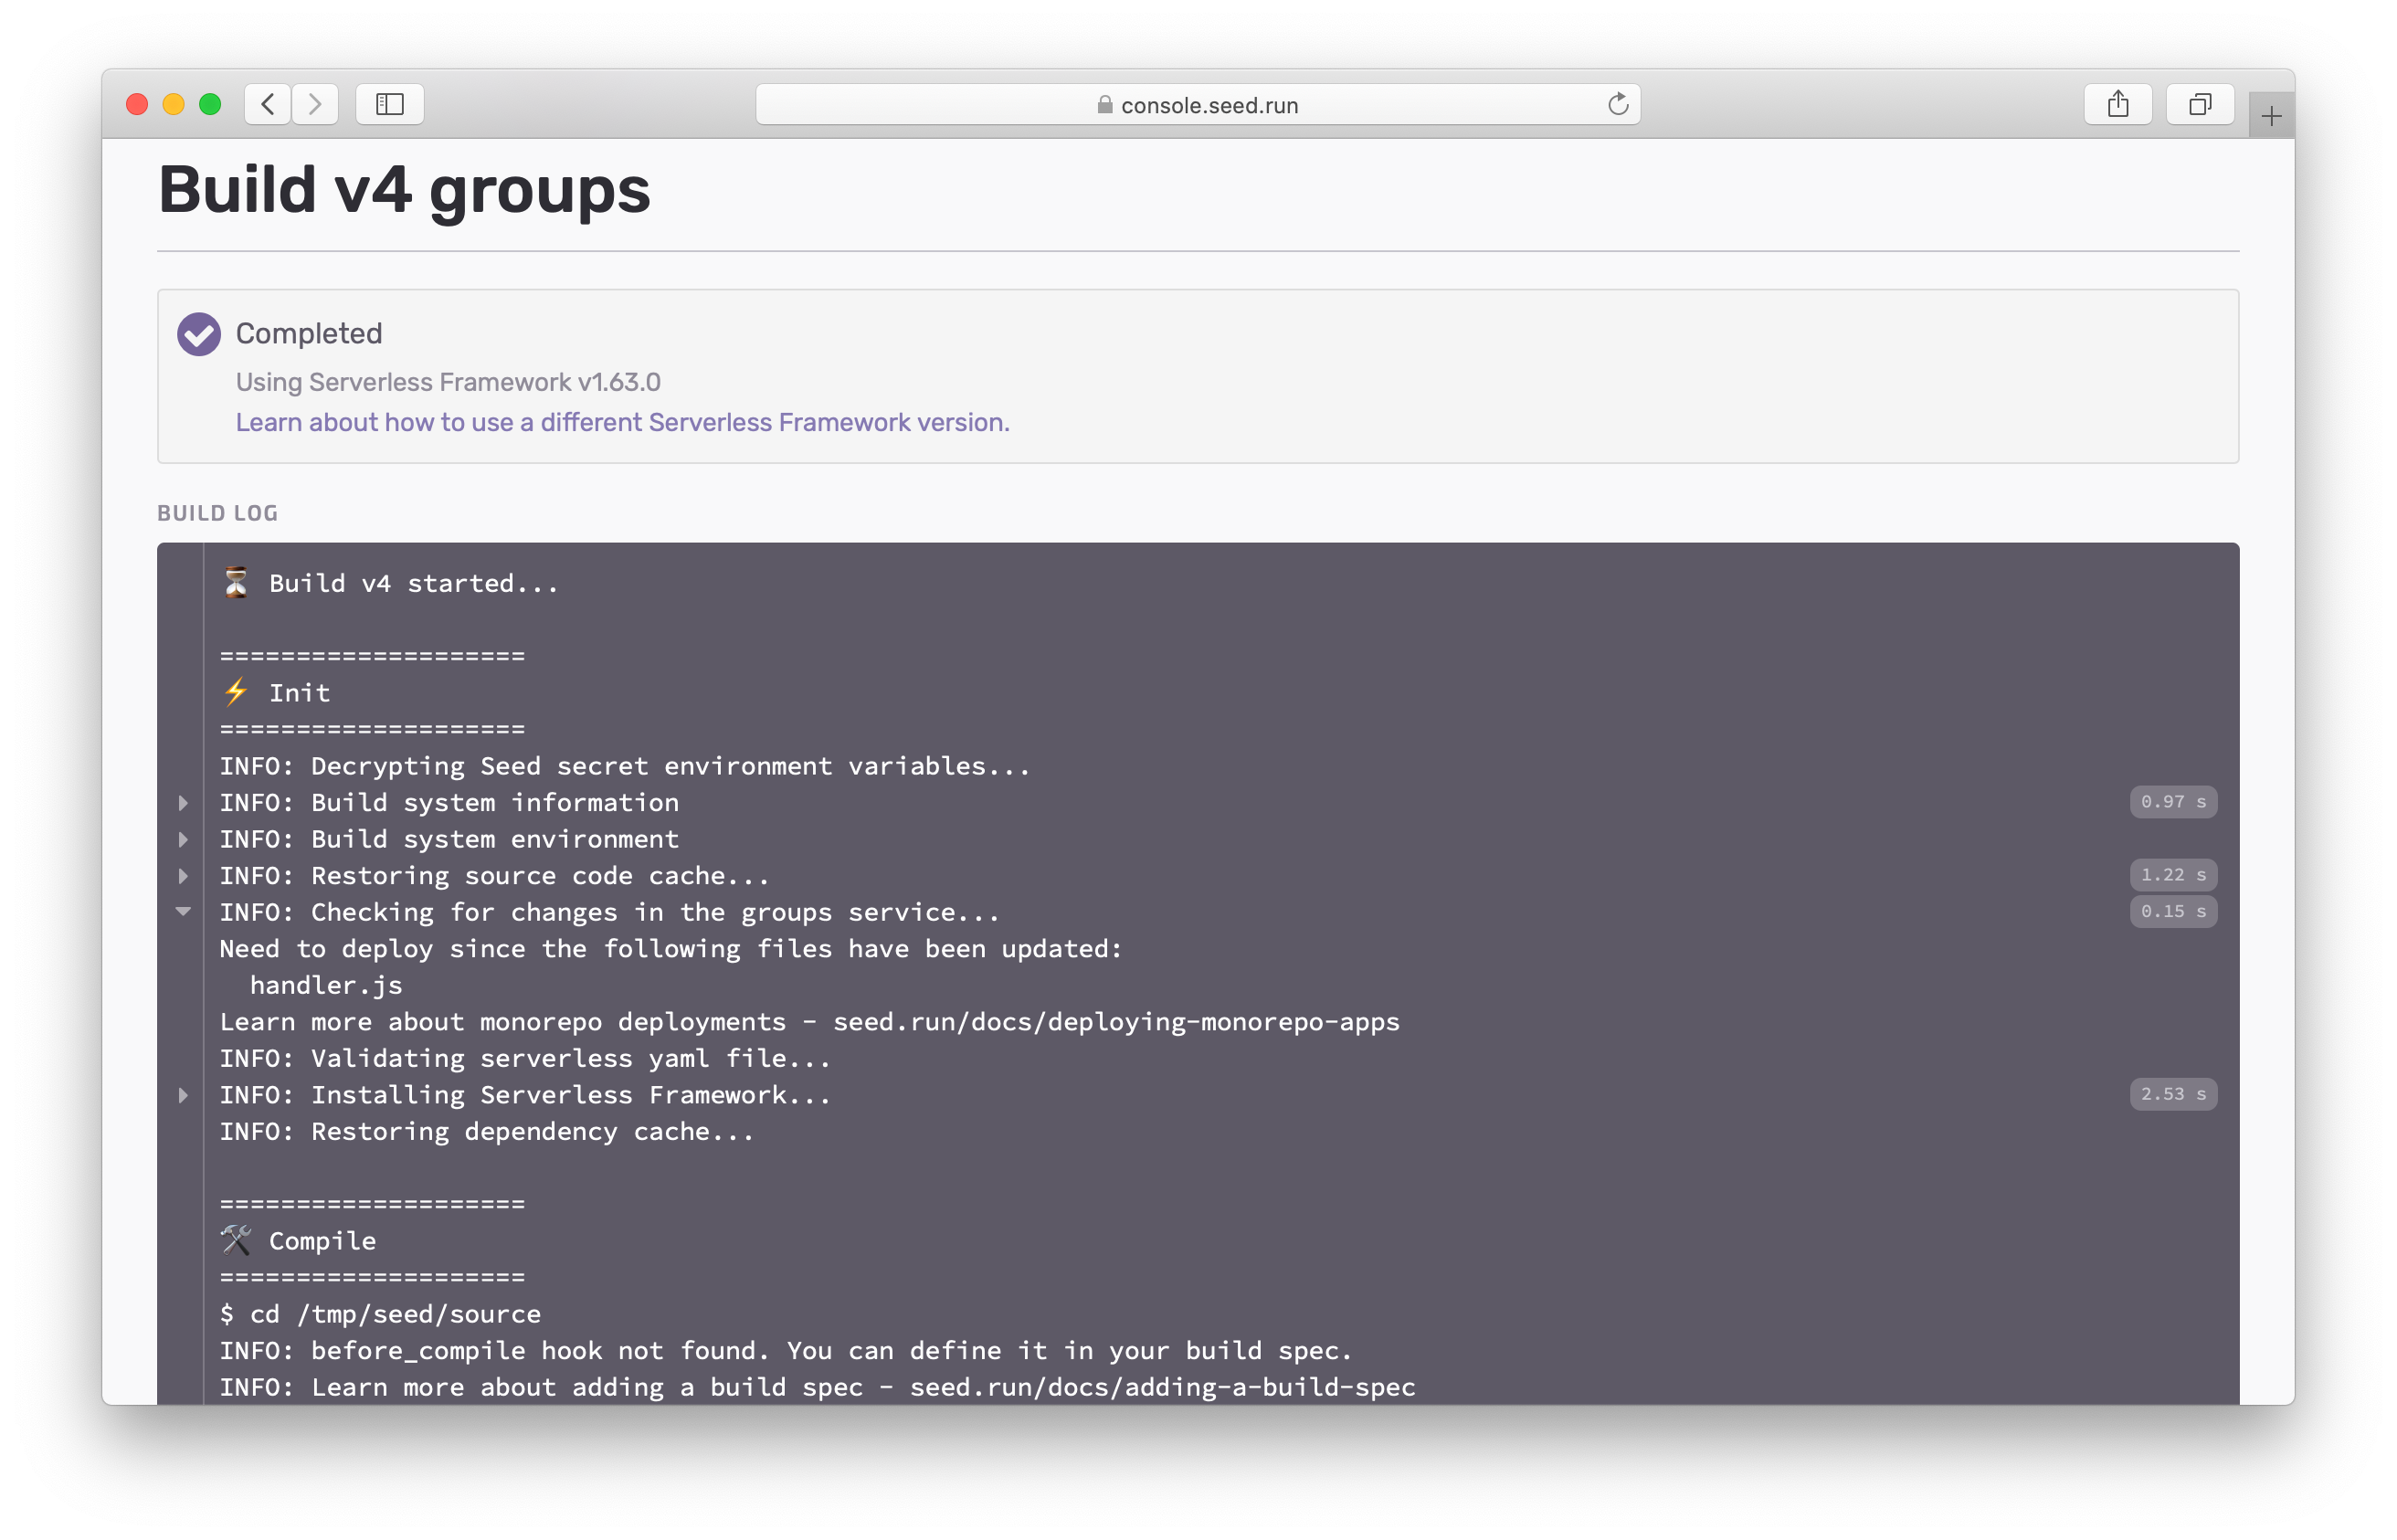 console.seed.run
Build v4 groups
Completed
Using Serverless Framework v1.63.0
Learn about how to use a different Serverless Framework version.
BUILD LOG
⏳ Build v4 started...
====================
⚡ Init
====================
INFO: Decrypting Seed secret environment variables...
INFO: Build system information 0.97 s
INFO: Build system environment
INFO: Restoring source code cache... 1.22 s
INFO: Checking for changes in the groups service... 0.15 s
Need to deploy since the following files have been updated:
handler.js
Learn more about monorepo deployments - seed.run/docs/deploying-monorepo-apps
INFO: Validating serverless yaml file...
INFO: Installing Serverless Framework... 2.53 s
INFO: Restoring dependency cache...
====================
🛠 Compile
====================
$ cd /tmp/seed/source
INFO: before_compile hook not found. You can define it in your build spec.
INFO: Learn more about adding a build spec - seed.run/docs/adding-a-build-spec